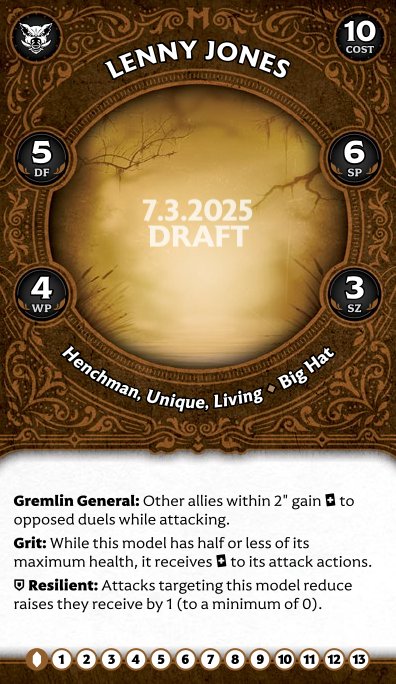 M
LENNY JONES
10
COST
5
DF
6
SP
7.3.2025
DRAFT
4
WP
3
SZ
Henchman, Unique, Living ◆ Big Hat
Gremlin General: Other allies within 2" gain to
opposed duels while attacking.
Grit: While this model has half or less of its
maximum health, it receives to its attack actions.
Resilient: Attacks targeting this model reduce
raises they receive by 1 (to a minimum of 0).
1 2 3 4 5 6 7 8 9 10 11 12 13